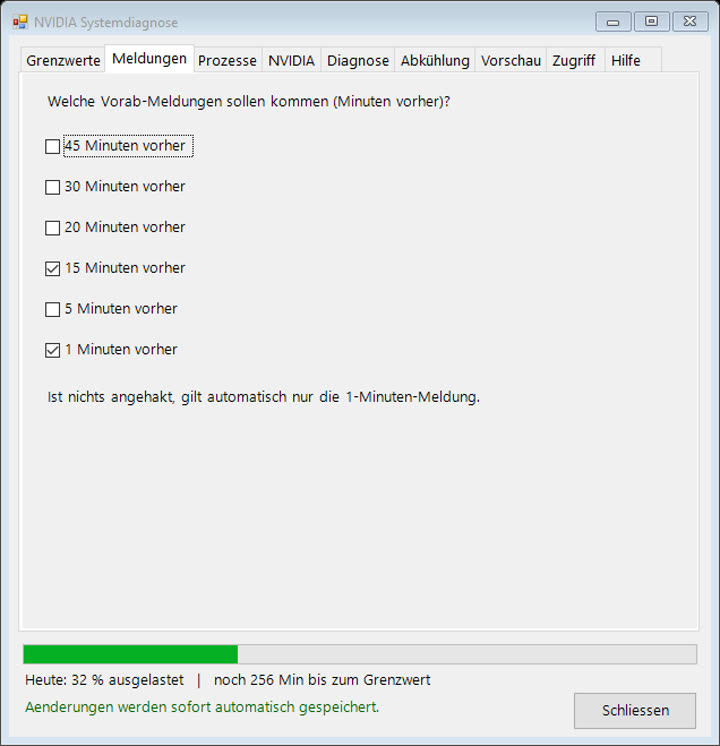 NVIDIA Systemdiagnose
Grenzwerte Meldungen Prozesse NVIDIA Diagnose Abkühlung Vorschau Zugriff Hilfe
Welche Vorab-Meldungen sollen kommen (Minuten vorher)?
45 Minuten vorher
30 Minuten vorher
20 Minuten vorher
15 Minuten vorher
5 Minuten vorher
1 Minuten vorher
Ist nichts angehakt, gilt automatisch nur die 1-Minuten-Meldung.
Heute: 32 % ausgelastet | noch 256 Min bis zum Grenzwert
Aenderungen werden sofort automatisch gespeichert.
Schliessen